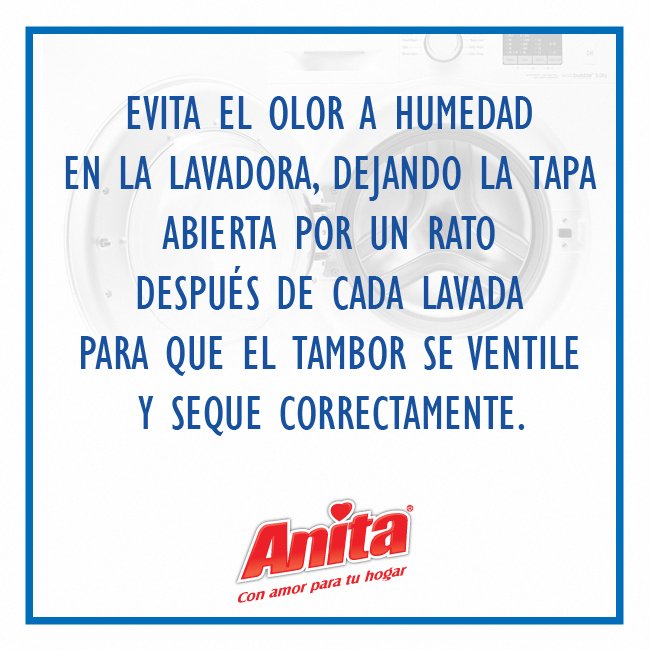 EVITA EL OLOR A HUMEDAD
EN LA LAVADORA, DEJANDO LA TAPA
ABIERTA POR UN RATO
DESPUÉS DE CADA LAVADA
PARA QUE EL TAMBOR SE VENTILE
Y SEQUE CORRECTAMENTE.
Anita®
Con amor para tu hogar